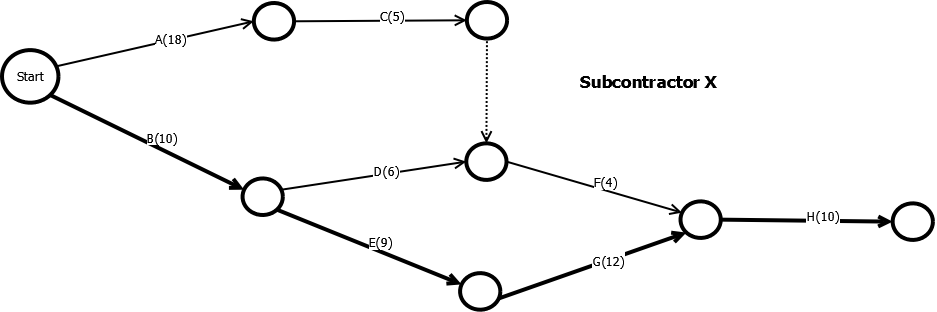 C(5)
A(18)
Start
Subcontractor X
B(10)
D(6)
F(4)
H(10)
E(9)
G(12)